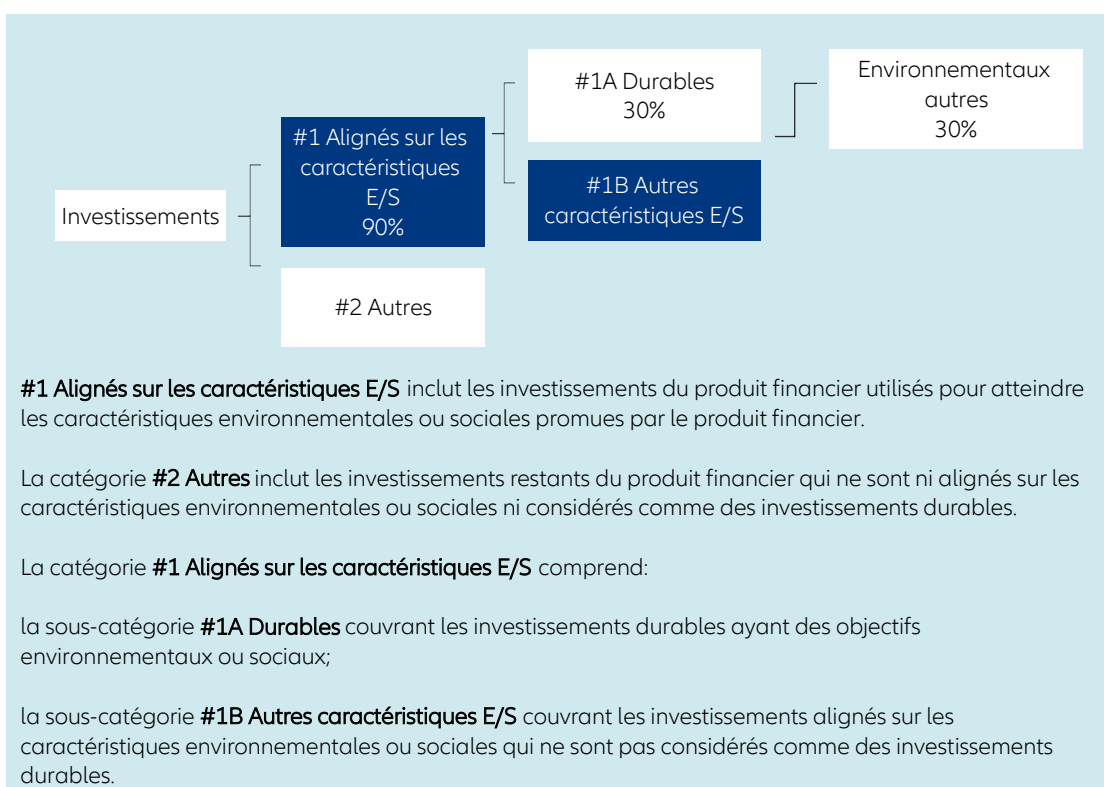 #1A Durables
30%
Environnementaux
autres
30%
#1 Alignés sur les
caractéristiques
E/S
90%
#1B Autres
caractéristiques E/S
Investissements
#2 Autres
#1 Alignés sur les caractéristiques E/S inclut les investissements du produit financier utilisés pour atteindre
les caractéristiques environnementales ou sociales promues par le produit financier.
La catégorie #2 Autres inclut les investissements restants du produit financier qui ne sont ni alignés sur les
caractéristiques environnementales ou sociales ni considérés comme des investissements durables.
La catégorie #1 Alignés sur les caractéristiques E/S comprend:
la sous-catégorie #1A Durables couvrant les investissements durables ayant des objectifs
environnementaux ou sociaux;
la sous-catégorie #1B Autres caractéristiques E/S couvrant les investissements alignés sur les
caractéristiques environnementales ou sociales qui ne sont pas considérés comme des investissements
durables.